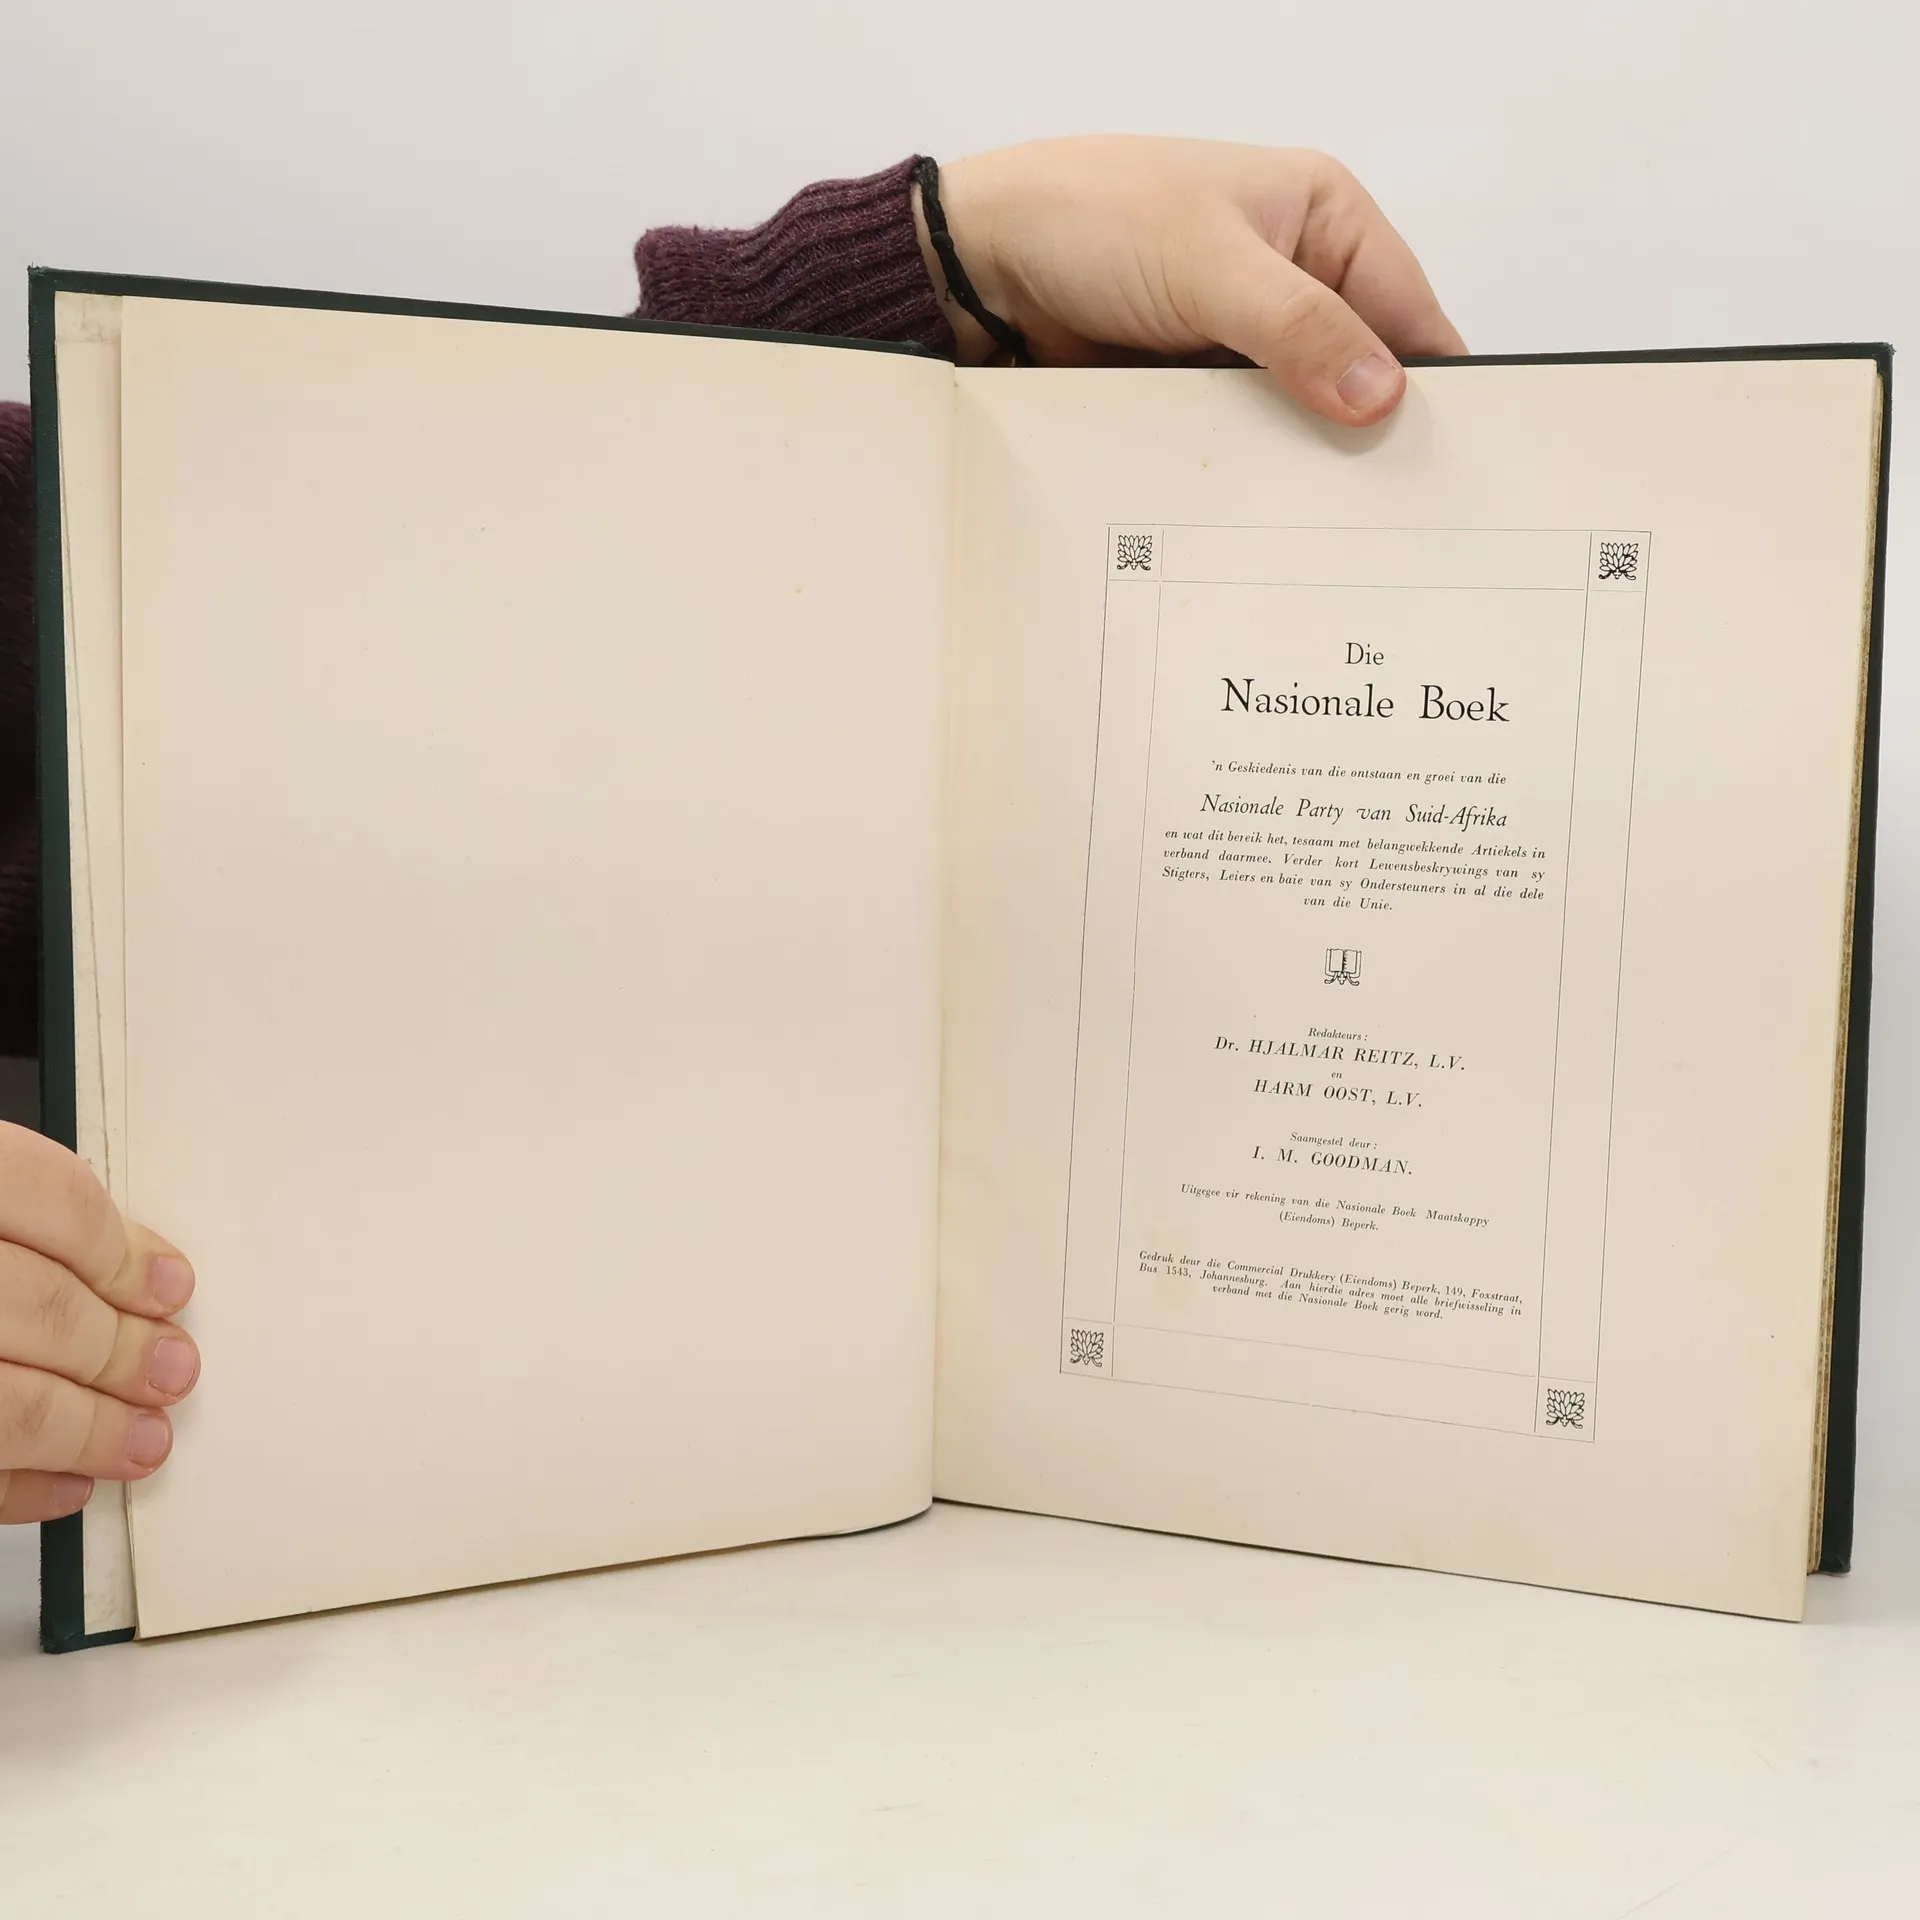 Die
Nasionale Boek
'n Geskiedenis van die ontstaan en groei van die
Nasionale Party van Suid-Afrika
en wat dit bereik het, tesaam met belangwekkende Artiekels in
verband daarmee. Verder kort Lewensbeskrywings van sy
Stigters, Leiers en baie van sy Ondersteuners in al die dele
van die Unie.
Redakteurs :
Dr. HJALMAR REITZ, L.V.
en
HARM OOST, L.V.
Saamgestel deur :
I. M. GOODMAN.
Uitgegee vir rekening van die Nasionale Boek Maatskappy
(Eiendoms) Beperk.
Gedruk deur die Commercial Drukkery (Eiendoms) Beperk, 149, Foxstraat,
Bus 1543, Johannesburg. Aan hierdie adres moet alle briefwisseling in
verband met die Nasionale Boek gerig word.